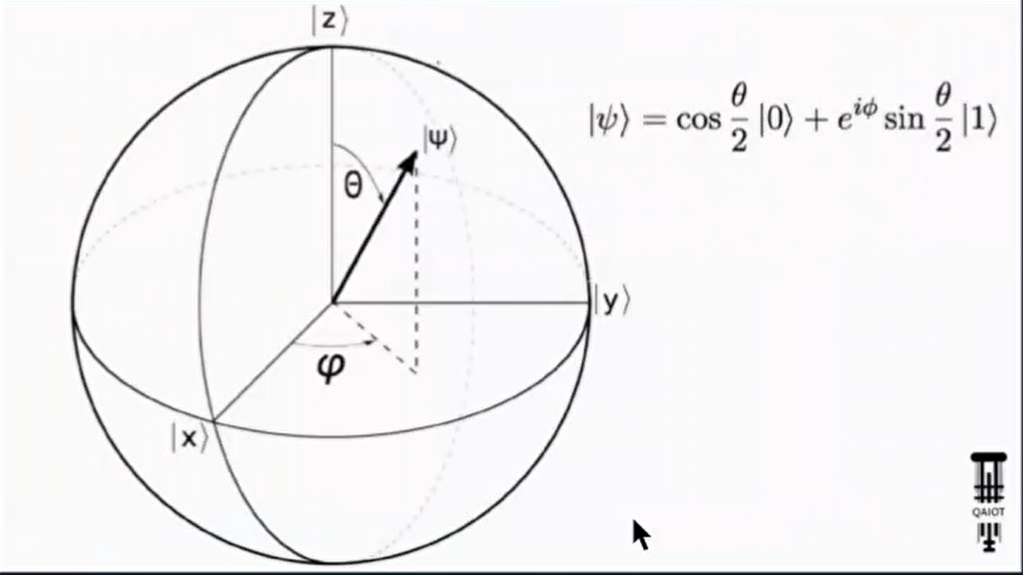 |z⟩
|ψ⟩ = cos θ/2 |0⟩ + e^{iϕ} sin θ/2 |1⟩
|Ψ⟩
θ
|y⟩
φ
|x⟩
QAIOT